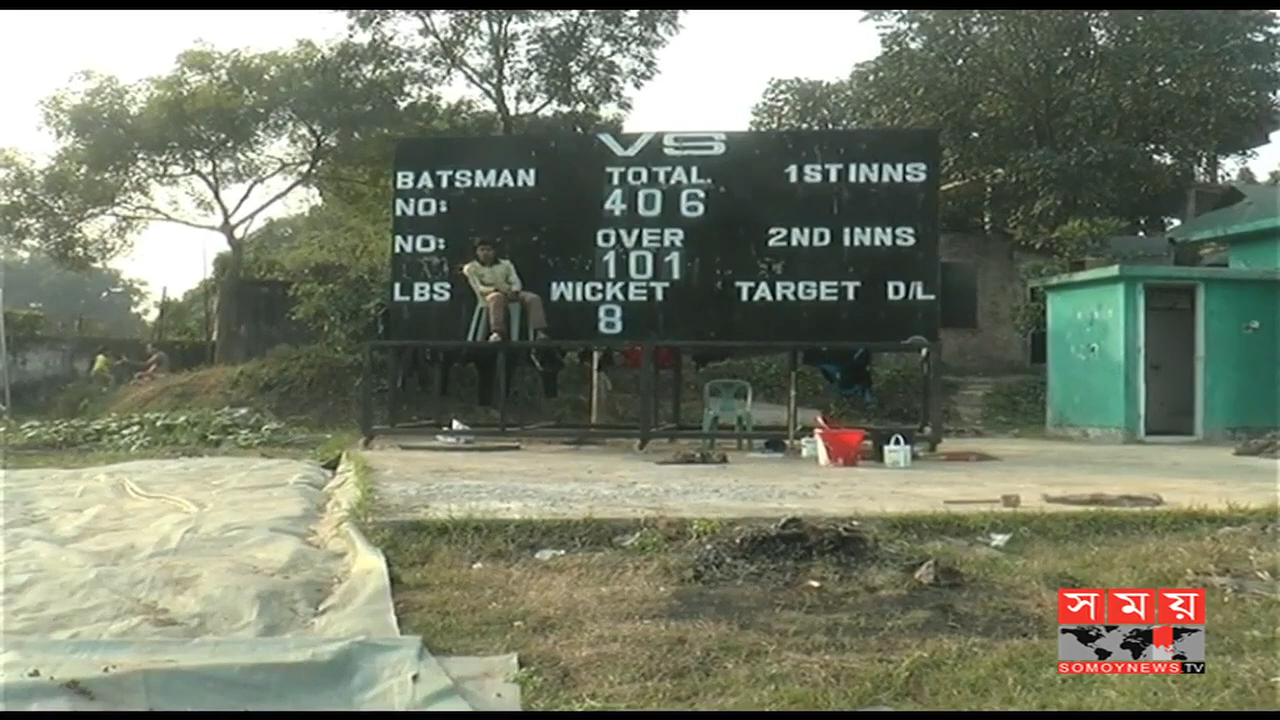 VS
BATSMAN TOTAL. 1ST INNS
NO: 406
NO: OVER 2ND INNS
101
LBS WICKET TARGET D/L
8
সময়
SOMOYNEWS.TV